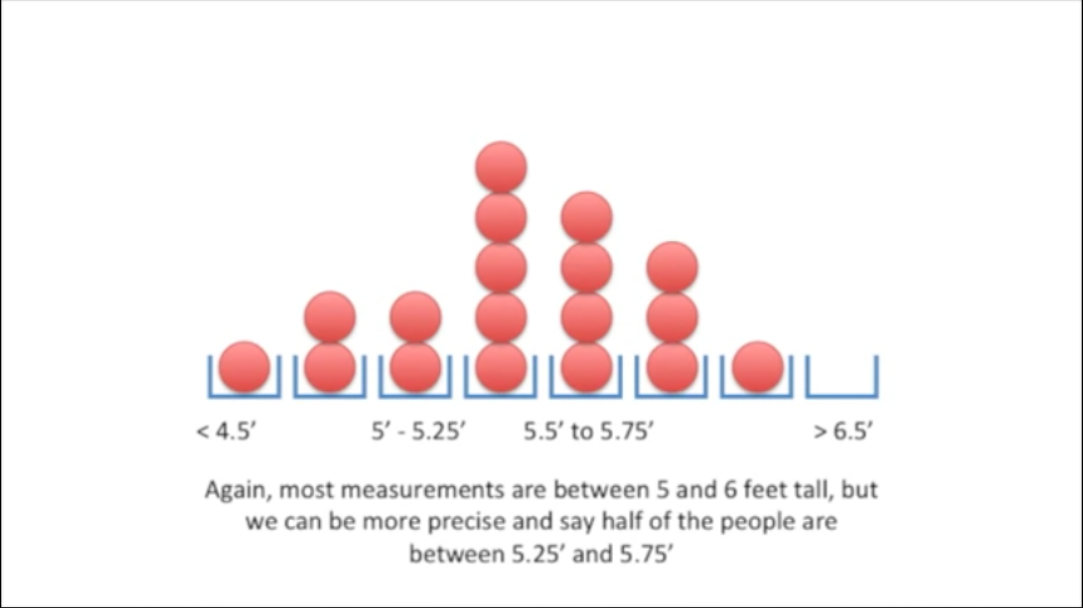 < 4.5′ 5′ - 5.25′ 5.5′ to 5.75′ > 6.5′
Again, most measurements are between 5 and 6 feet tall, but
we can be more precise and say half of the people are
between 5.25′ and 5.75′